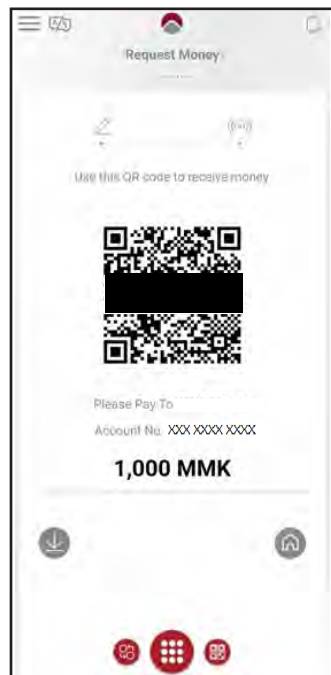 Request Money
Use this QR code to receive money
Please Pay To
Account No. XXX XXXX XXXX
1,000 MMK